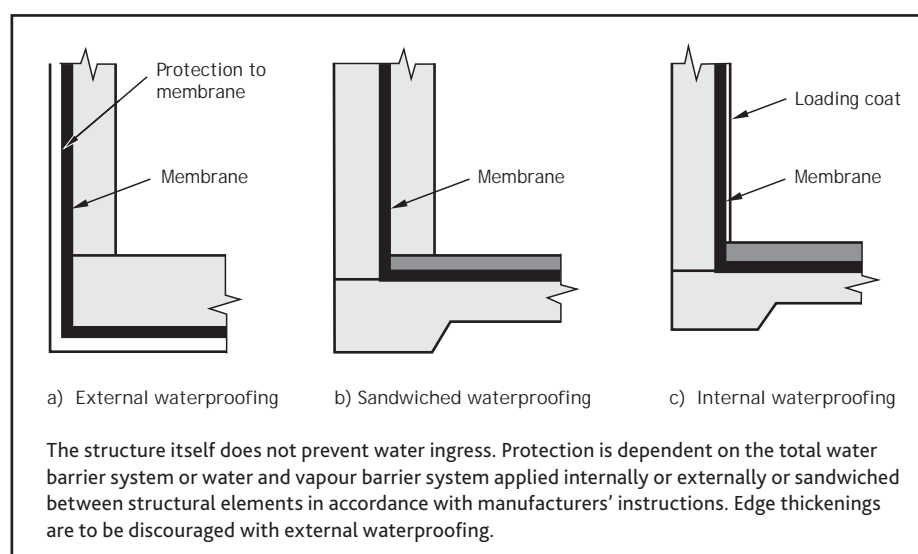 Protection to
membrane
Membrane
Membrane
Loading coat
Membrane
a) External waterproofing
b) Sandwiched waterproofing
c) Internal waterproofing
The structure itself does not prevent water ingress. Protection is dependent on the total water
barrier system or water and vapour barrier system applied internally or externally or sandwiched
between structural elements in accordance with manufacturers’ instructions. Edge thickenings
are to be discouraged with external waterproofing.